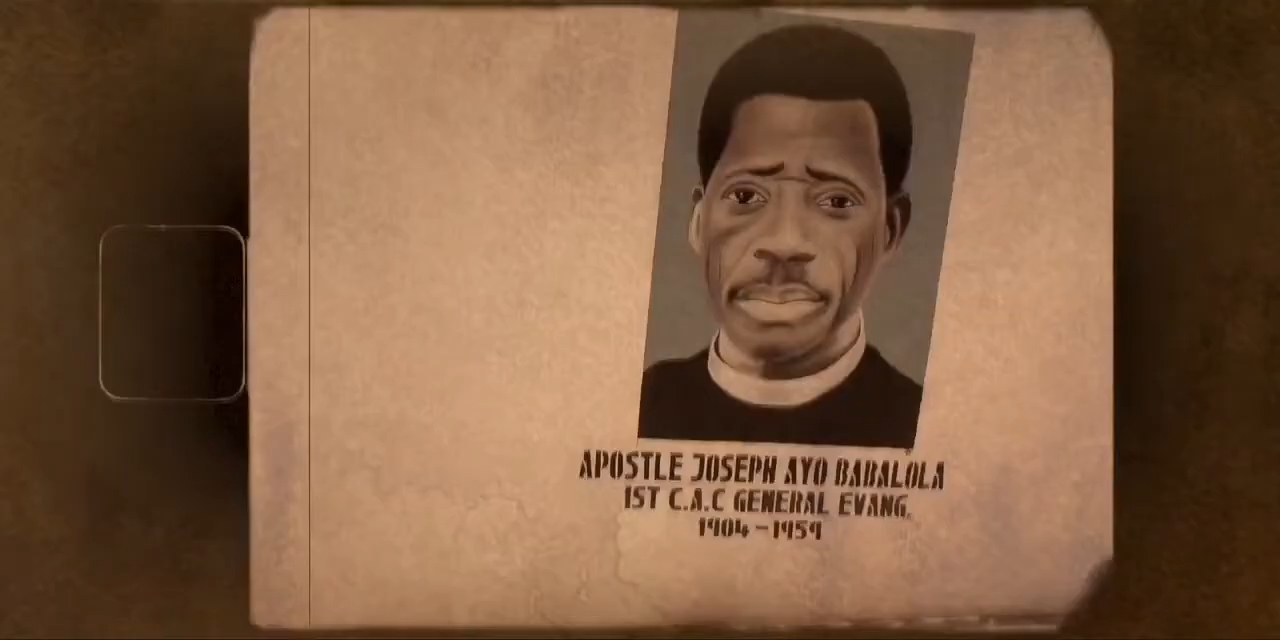 APOSTLE JOSEPH AYO BABALOLA
1ST C.A.C GENERAL EVANG.
1904 – 1959